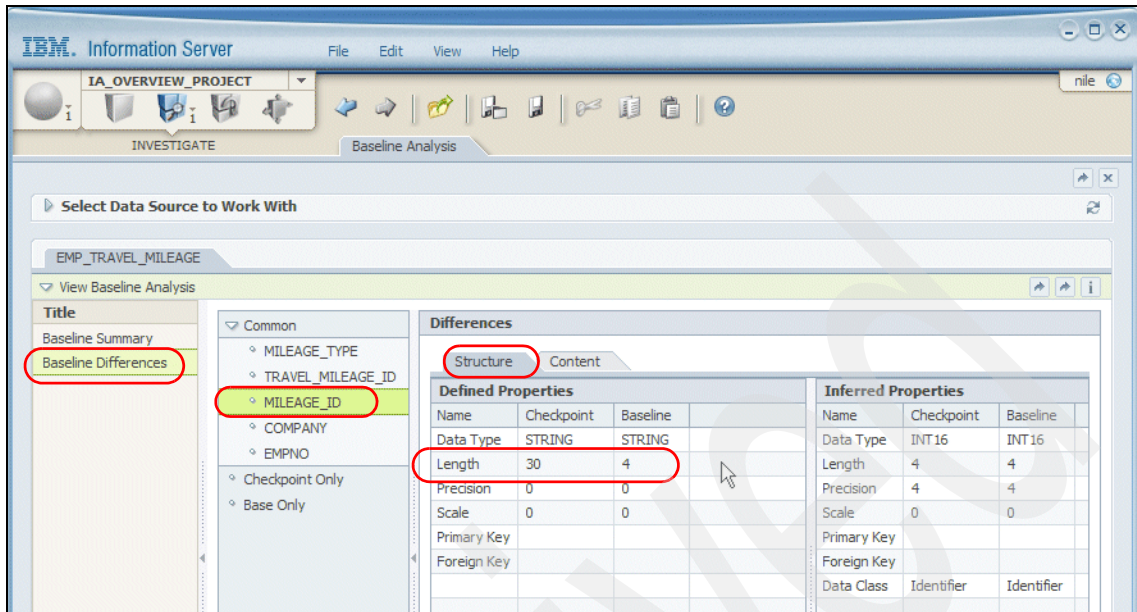 IBM. Information Server File Edit View Help
IA_OVERVIEW_PROJECT
nile
INVESTIGATE
Baseline Analysis
Select Data Source to Work With
EMP_TRAVEL_MILEAGE
View Baseline Analysis
Title
Baseline Summary
Baseline Differences
Common
MILEAGE_TYPE
TRAVEL_MILEAGE_ID
MILEAGE_ID
COMPANY
EMPNO
Checkpoint Only
Base Only
Differences
Structure Content
Defined Properties
Name Checkpoint Baseline
Data Type STRING STRING
Length 30 4
Precision 0 0
Scale 0 0
Primary Key
Foreign Key
Inferred Properties
Name Checkpoint Baseline
Data Type INT16 INT16
Length 4 4
Precision 4 4
Scale 0 0
Primary Key
Foreign Key
Data Class Identifier Identifier